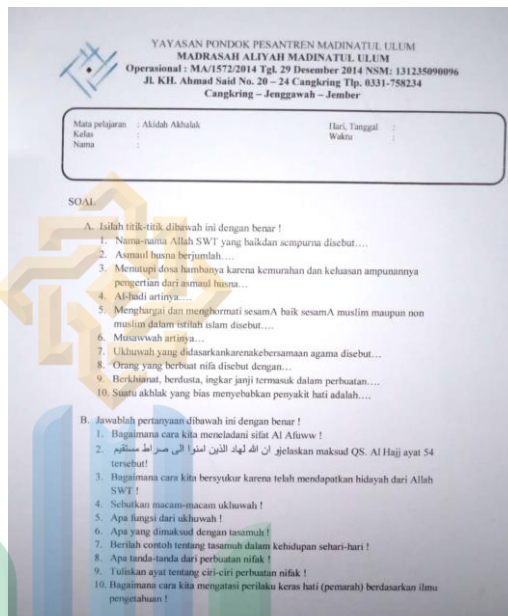 YAYASAN PONDOK PESANTREN MADINATUL ULUM
MADRASAH ALIYAH MADINATUL ULUM
Operasional : MA/1572/2014 Tgl. 29 Desember 2014 NSM: 131235090096
Jl. KH. Ahmad Said No. 20 – 24 Cangkring Tlp. 0331-758234
Cangkring – Jenggawah – Jember
Mata pelajaran : Akidah Akhalak Hari, Tanggal :
Kelas : Waktu :
Nama :
SOAL
A. Isilah titik-titik dibawah ini dengan benar !
1. Nama-nama Allah SWT yang baikdan sempurna disebut….
2. Asmaul husna berjumlah….
3. Menutupi dosa hambanya karena kemurahan dan keluasan ampunannya
pengertian dari asmaul husna…
4. Al-hadi artinya….
5. Menghargai dan menghormati sesamA baik sesamA muslim maupun non
muslim dalam istilah islam disebut….
6. Musawwah artinya…
7. Ukhuwah yang didasarkankarenakebersamaan agama disebut…
8. Orang yang berbuat nifa disebut dengan…
9. Berkhianat, berdusta, ingkar janji termasuk dalam perbuatan….
10. Suatu akhlak yang bias menyebabkan penyakit hati adalah….
B. Jawablah pertanyaan dibawah ini dengan benar !
1. Bagaimana cara kita meneladani sifat Al Afuww !
2. و ان الله لهاد الذين امنوا الى صراط مستقيم jelaskan maksud QS. Al Hajj ayat 54
tersebut!
3. Bagaimana cara kita bersyukur karena telah mendapatkan hidayah dari Allah
SWT !
4. Sebutkan macam-macam ukhuwah !
5. Apa fungsi dari ukhuwah !
6. Apa yang dimaksud dengan tasamuh !
7. Berilah contoh tentang tasamuh dalam kehidupan sehari-hari !
8. Apa tanda-tanda dari perbuatan nifak !
9. Tuliskan ayat tentang ciri-ciri perbuatan nifak !
10. Bagaimana cara kita mengatasi perilaku keras hati (pemarah) berdasarkan ilmu
pengetahuan !